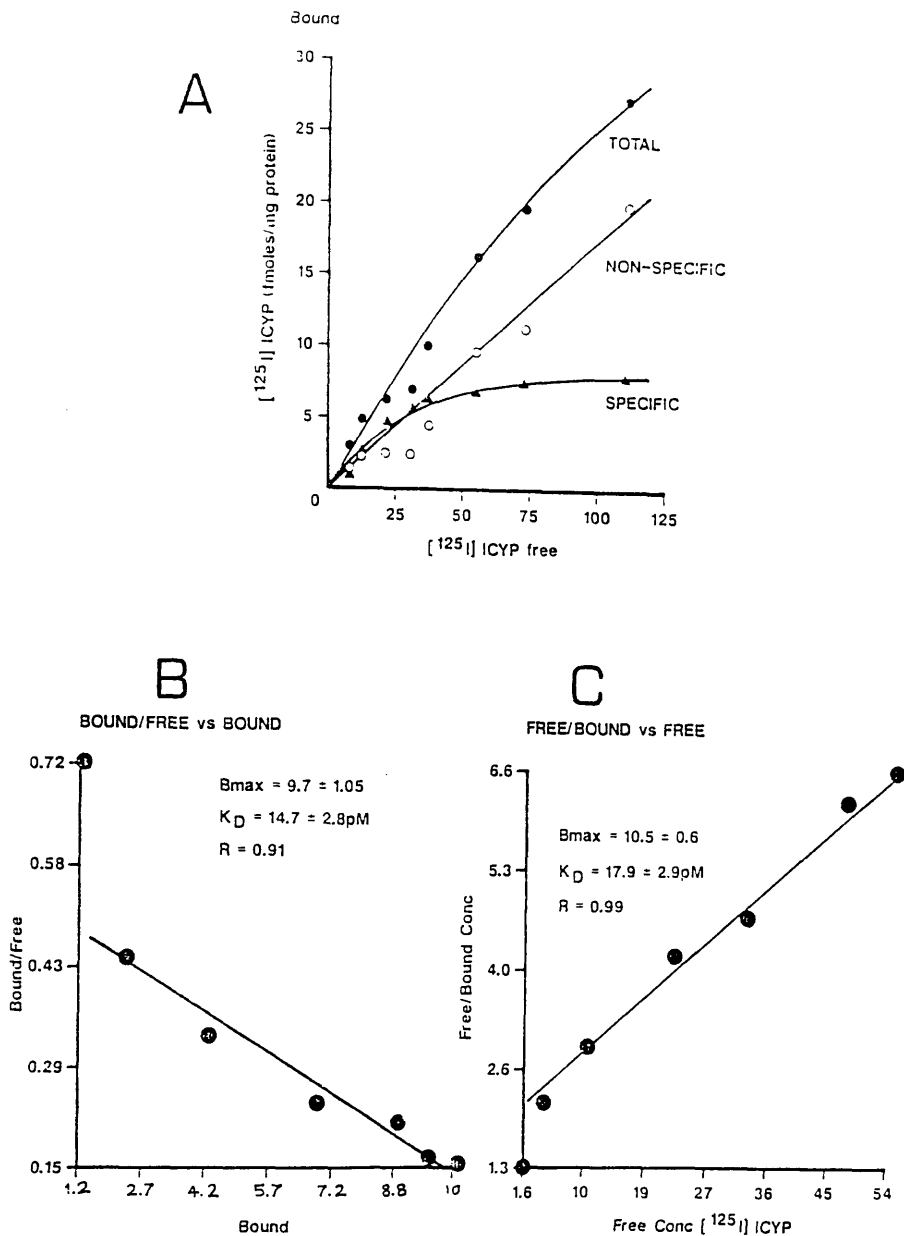 Bound
A
[125I] ICYP (fmoles/mg protein)
30
25
20
15
10
5
0
25
50
75
100
125
[125I] ICYP free
TOTAL
NON-SPECIFIC
SPECIFIC
B
BOUND/FREE vs BOUND
Bmax = 9.7 ± 1.05
KD = 14.7 ± 2.8pM
R = 0.91
Bound/Free
0.72
0.58
0.43
0.29
0.15
1.2
2.7
4.2
5.7
7.2
8.8
10
Bound
C
FREE/BOUND vs FREE
Bmax = 10.5 ± 0.6
KD = 17.9 ± 2.9pM
R = 0.99
Free/Bound Conc
6.6
5.3
4.0
2.6
1.3
1.6
10
19
27
36
45
54
Free Conc [125I] ICYP